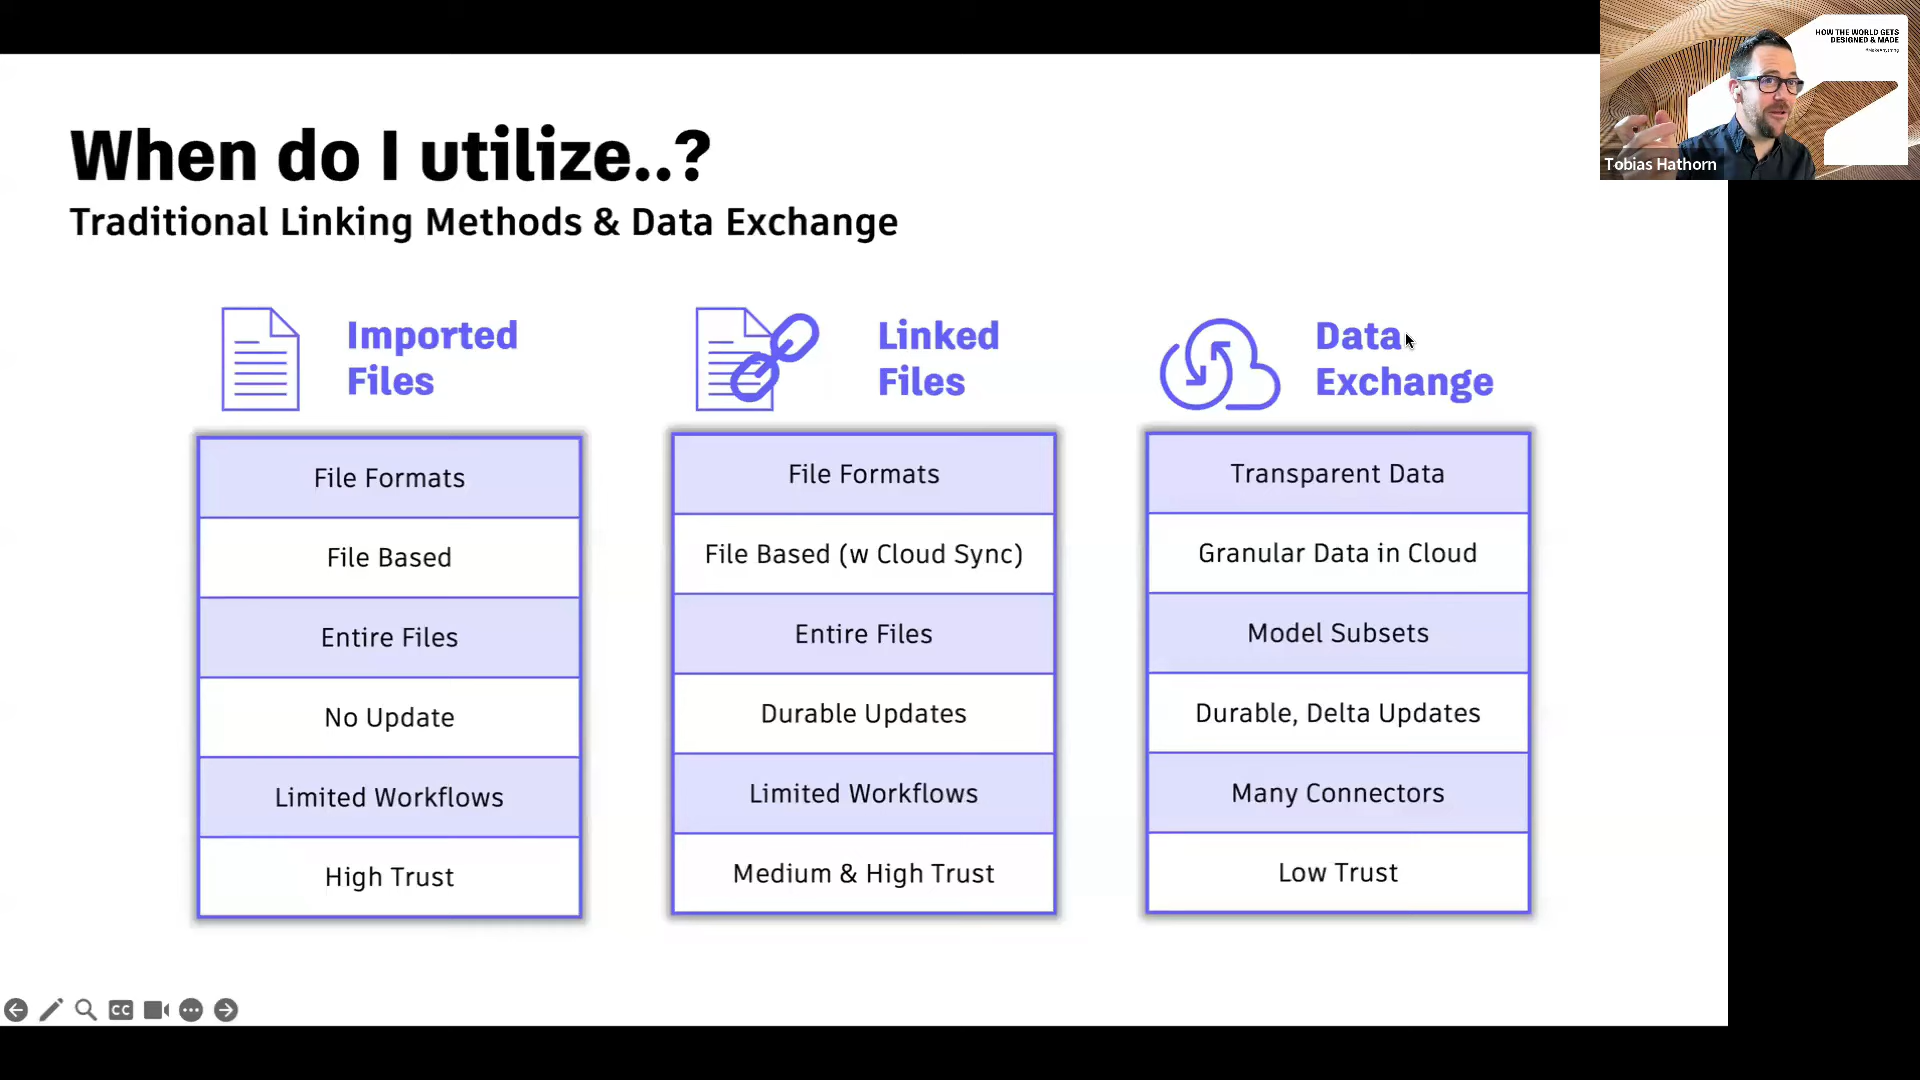 HOW THE WORLD GETS
DESIGNED & MADE
Tobias Hathorn
When do I utilize..?
Traditional Linking Methods & Data Exchange
Imported
Files
File Formats
File Based
Entire Files
No Update
Limited Workflows
High Trust
Linked
Files
File Formats
File Based (w Cloud Sync)
Entire Files
Durable Updates
Limited Workflows
Medium & High Trust
Data
Exchange
Transparent Data
Granular Data in Cloud
Model Subsets
Durable, Delta Updates
Many Connectors
Low Trust
CC